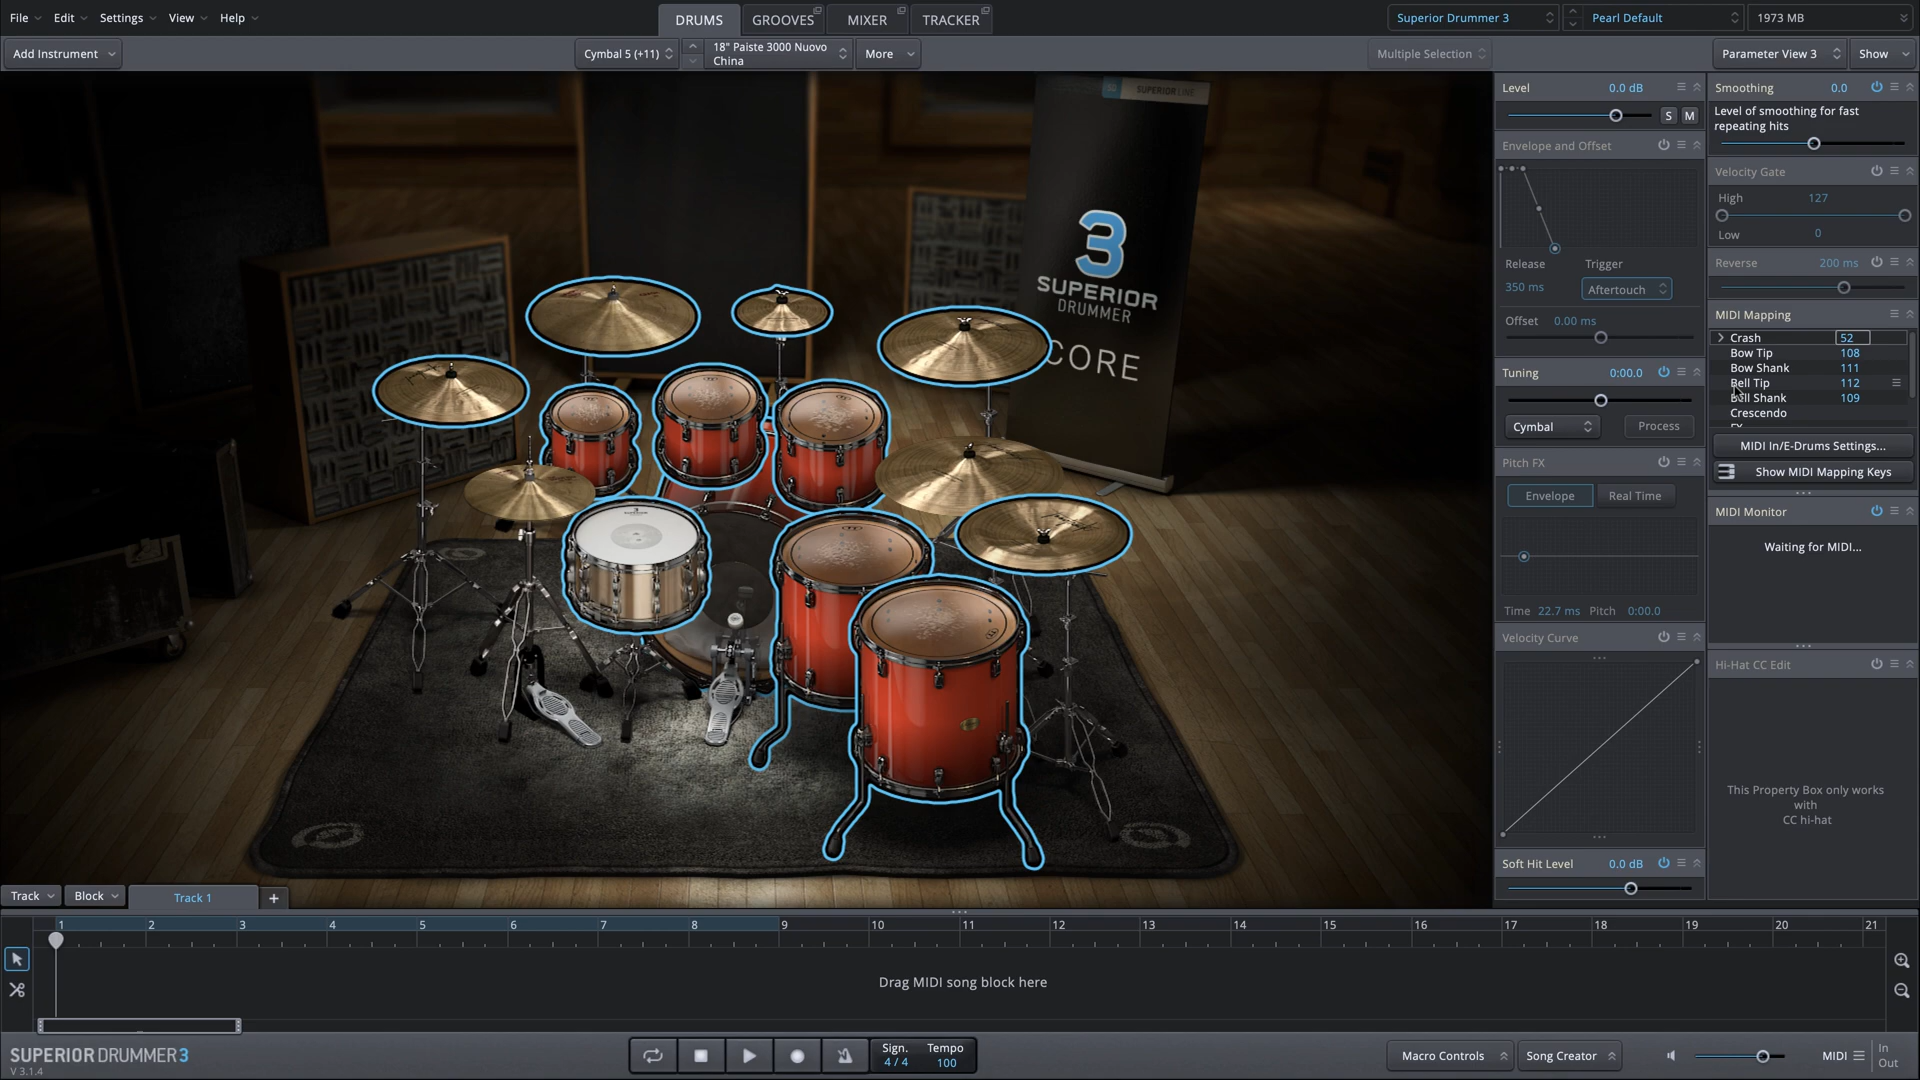 File
Edit
Settings
View
Help
DRUMS
GROOVES
MIXER
TRACKER
Superior Drummer 3
Pearl Default
1973 MB
Add Instrument
Cymbal 5 (+11)
18" Paiste 3000 Nuovo
China
More
Multiple Selection
Parameter View 3
Show
SUPERIOR LINE
3
SUPERIOR
DRUMMER
CORE
Level
0.0 dB
S
M
Envelope and Offset
Release
Trigger
350 ms
Aftertouch
Offset
0.00 ms
Tuning
0:00.0
Cymbal
Process
Pitch FX
Envelope
Real Time
Time
22.7 ms
Pitch
0:00.0
Velocity Curve
Soft Hit Level
0.0 dB
Smoothing
0.0
Level of smoothing for fast
repeating hits
Velocity Gate
High
127
Low
0
Reverse
200 ms
MIDI Mapping
Crash
52
Bow Tip
108
Bow Shank
111
Bell Tip
112
Bell Shank
109
Crescendo
MIDI In/E-Drums Settings...
Show MIDI Mapping Keys
MIDI Monitor
Waiting for MIDI...
Hi-Hat CC Edit
This Property Box only works
with
CC hi-hat
Track
Block
Track 1
+
1
2
3
4
5
6
7
8
9
10
11
12
13
14
15
16
17
18
19
20
21
Drag MIDI song block here
SUPERIOR DRUMMER 3
V 3.1.4
Sign.
4 / 4
Tempo
100
Macro Controls
Song Creator
MIDI
In
Out